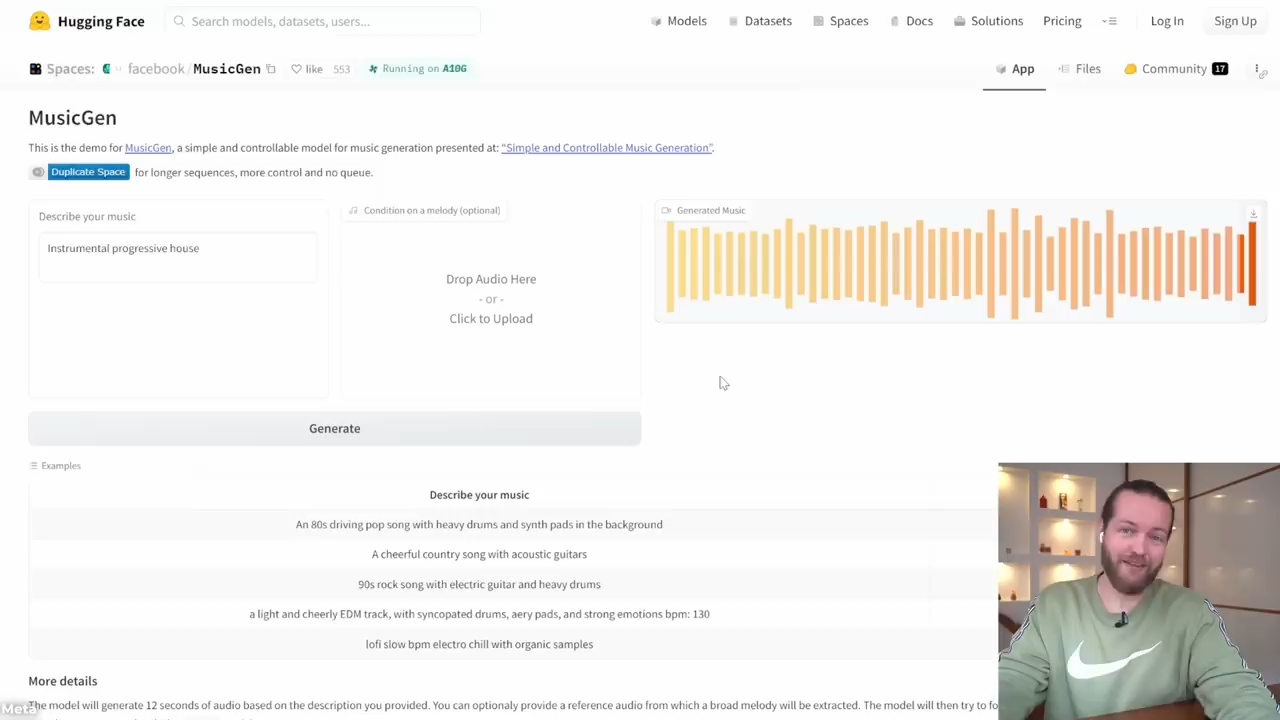 Hugging Face
Search models, datasets, users...
Models
Datasets
Spaces
Docs
Solutions
Pricing
Log In
Sign Up
Spaces:
facebook/MusicGen
like 553
Running on A10G
App
Files
Community 17
MusicGen
This is the demo for MusicGen, a simple and controllable model for music generation presented at: "Simple and Controllable Music Generation".
Duplicate Space for longer sequences, more control and no queue.
Describe your music
Instrumental progressive house
Condition on a melody (optional)
Drop Audio Here
- or -
Click to Upload
Generated Music
Generate
Examples
Describe your music
An 80s driving pop song with heavy drums and synth pads in the background
A cheerful country song with acoustic guitars
90s rock song with electric guitar and heavy drums
a light and cheerly EDM track, with syncopated drums, aery pads, and strong emotions bpm: 130
lofi slow bpm electro chill with organic samples
More details
The model will generate 12 seconds of audio based on the description you provided. You can optionaly provide a reference audio from which a broad melody will be extracted. The model will then try to fo
Meta